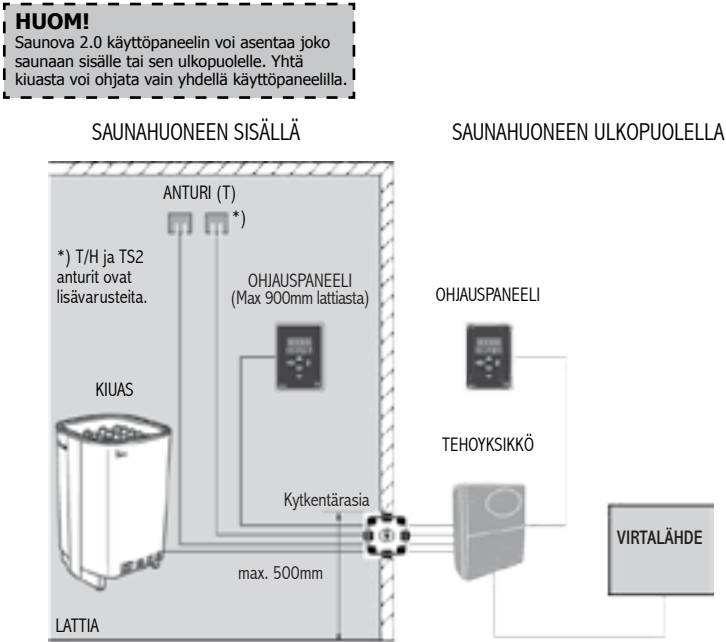 HUOM!
Saunova 2.0 käyttöpaneelin voi asentaa joko
saunaan sisälle tai sen ulkopuolelle. Yhtä
kiuasta voi ohjata vain yhdellä käyttöpaneelilla.
SAUNAHUONEEN SISÄLLÄ
SAUNAHUONEEN ULKOPUOLELLA
ANTURI (T)
*)
*) T/H ja TS2
anturit ovat
lisävarusteita.
OHJAUSPANEELI
(Max 900mm lattiasta)
OHJAUSPANEELI
KIUAS
TEHOYKSIKKÖ
Kytkentärasia
VIRTALÄHDE
max. 500mm
LATTIA